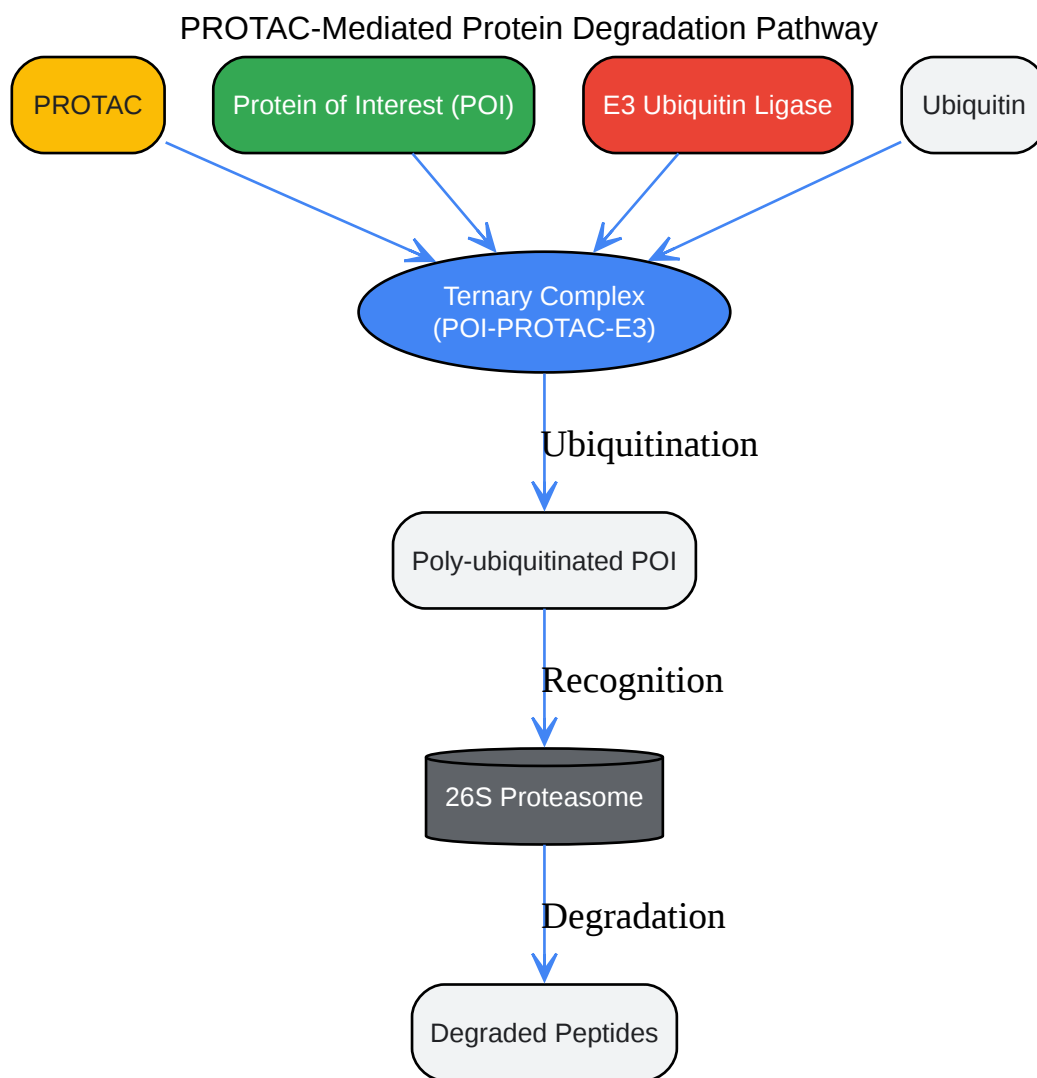 PROTAC-Mediated Protein Degradation Pathway
PROTAC
Protein of Interest (POI)
E3 Ubiquitin Ligase
Ubiquitin
Ternary Complex
(POI-PROTAC-E3)
Ubiquitination
Poly-ubiquitinated POI
Recognition
26S Proteasome
Degradation
Degraded Peptides